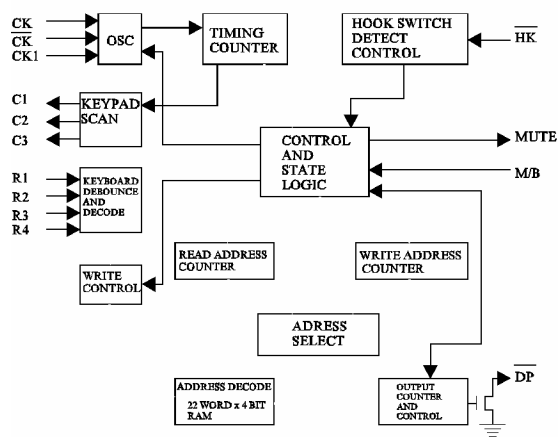 CK
CK
CK1
OSC
TIMING
COUNTER
HOOK SWITCH
DETECT
CONTROL
HK
C1
C2
C3
KEYPAD
SCAN
CONTROL
AND
STATE
LOGIC
MUTE
M/B
R1
R2
R3
R4
KEYBOARD
DEBOUNCE
AND
DECODE
READ ADDRESS
COUNTER
WRITE ADDRESS
COUNTER
WRITE
CONTROL
ADRESS
SELECT
ADDRESS DECODE
22 WORD x 4 BIT
RAM
OUTPUT
COUNTER
AND
CONTROL
DP